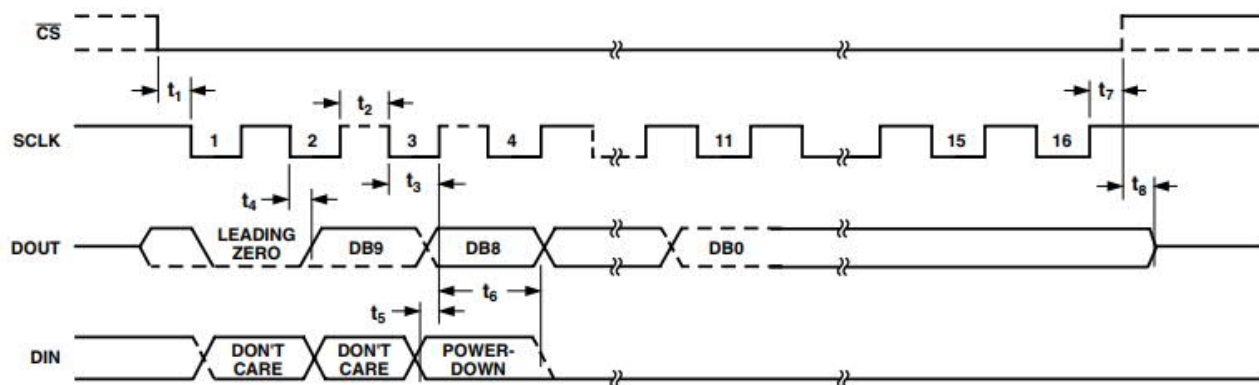 CS
t1
t2
t7
SCLK
1
2
3
4
11
15
16
t3
t4
t8
DOUT
LEADING
ZERO
DB9
DB8
DB0
t5
t6
DIN
DON'T
CARE
DON'T
CARE
POWER-
DOWN